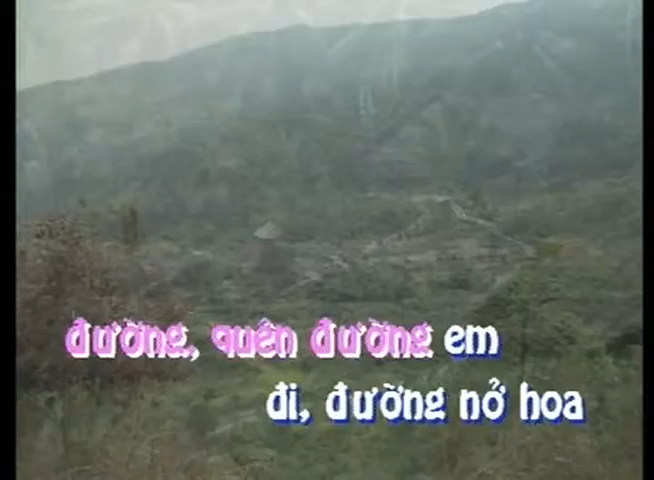 đường, quên đường em
đi, đường nở hoa